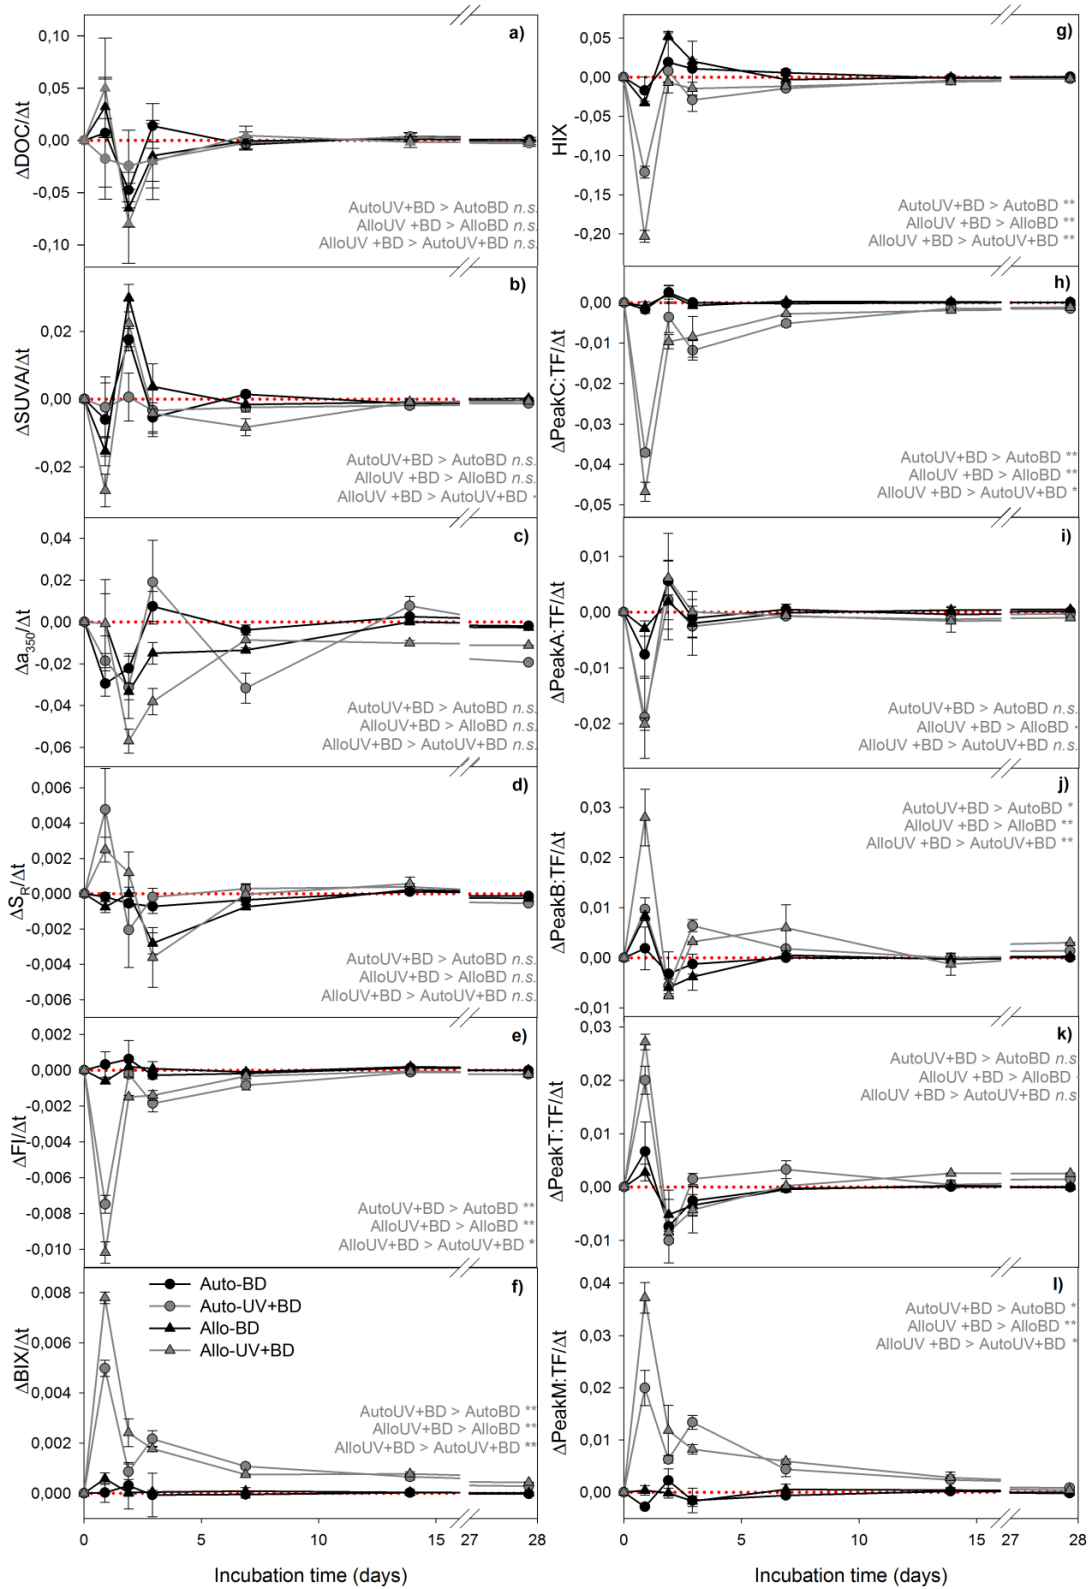 a)
0,10
0,05
0,00
-0,05
-0,10
ΔDOC/Δt
AutoUV+BD > AutoBD n.s.
AlloUV +BD > AlloBD n.s.
AlloUV +BD > AutoUV+BD n.s.
b)
0,02
0,00
-0,02
ΔSUVA/Δt
AutoUV+BD > AutoBD n.s.
AlloUV +BD > AlloBD n.s.
AlloUV +BD > AutoUV+BD ·
c)
0,04
0,02
0,00
-0,02
-0,04
-0,06
Δa350/Δt
AutoUV+BD > AutoBD n.s.
AlloUV+BD > AlloBD n.s.
AlloUV+BD > AutoUV+BD n.s.
d)
0,006
0,004
0,002
0,000
-0,002
-0,004
-0,006
ΔSR/Δt
AutoUV+BD > AutoBD n.s.
AlloUV+BD > AlloBD n.s.
AlloUV+BD > AutoUV+BD n.s.
e)
0,002
0,000
-0,002
-0,004
-0,006
-0,008
-0,010
ΔFI/Δt
AutoUV+BD > AutoBD **
AlloUV+BD > AlloBD **
AlloUV+BD > AutoUV+BD *
f)
0,008
0,006
0,004
0,002
0,000
ΔBIX/Δt
Auto-BD
Auto-UV+BD
Allo-BD
Allo-UV+BD
AutoUV+BD > AutoBD **
AlloUV+BD > AlloBD **
AlloUV+BD > AutoUV+BD **
0 5 10 15 27 28
Incubation time (days)
g)
0,05
0,00
-0,05
-0,10
-0,15
-0,20
HIX
AutoUV+BD > AutoBD **
AlloUV +BD > AlloBD **
AlloUV +BD > AutoUV+BD **
h)
0,00
-0,01
-0,02
-0,03
-0,04
-0,05
ΔPeakC:TF/Δt
AutoUV+BD > AutoBD **
AlloUV +BD > AlloBD **
AlloUV +BD > AutoUV+BD *
i)
0,01
0,00
-0,01
-0,02
ΔPeakA:TF/Δt
AutoUV+BD > AutoBD n.s.
AlloUV +BD > AlloBD ·
AlloUV +BD > AutoUV+BD n.s.
j)
0,03
0,02
0,01
0,00
-0,01
ΔPeakB:TF/Δt
AutoUV+BD > AutoBD *
AlloUV +BD > AlloBD **
AlloUV +BD > AutoUV+BD **
k)
0,03
0,02
0,01
0,00
-0,01
ΔPeakT:TF/Δt
AutoUV+BD > AutoBD n.s
AlloUV +BD > AlloBD ·
AlloUV +BD > AutoUV+BD n.s
l)
0,04
0,02
0,00
ΔPeakM:TF/Δt
AutoUV+BD > AutoBD *
AlloUV +BD > AlloBD **
AlloUV +BD > AutoUV+BD *
0 5 10 15 27 28
Incubation time (days)